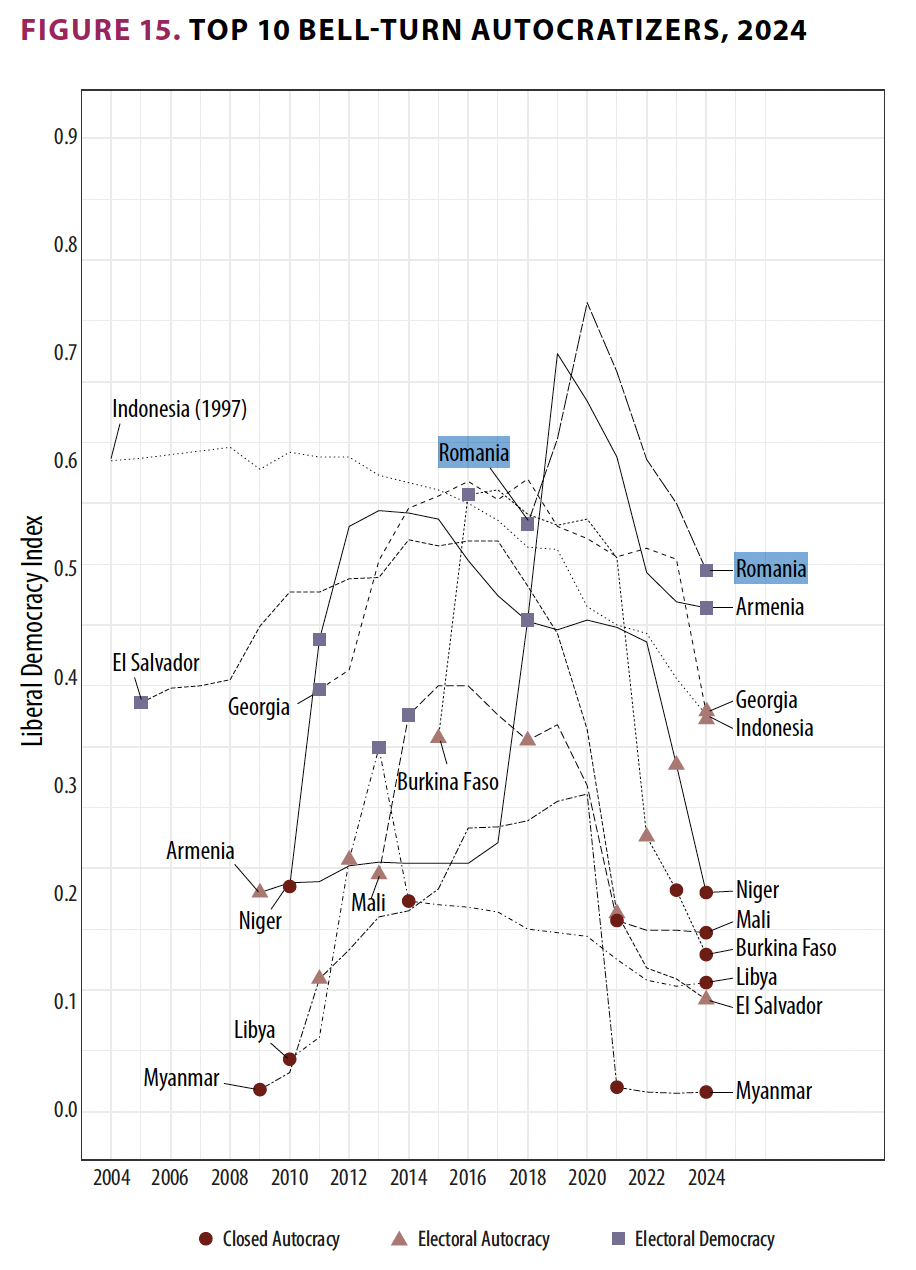 FIGURE 15. TOP 10 BELL-TURN AUTOCRATIZERS, 2024
Liberal Democracy Index
0.9
0.8
0.7
0.6
0.5
0.4
0.3
0.2
0.1
0.0
Indonesia (1997)
Romania
El Salvador
Georgia
Burkina Faso
Armenia
Niger
Mali
Libya
Myanmar
Romania
Armenia
Georgia
Indonesia
Niger
Mali
Burkina Faso
Libya
El Salvador
Myanmar
2004 2006 2008 2010 2012 2014 2016 2018 2020 2022 2024
Closed Autocracy Electoral Autocracy Electoral Democracy